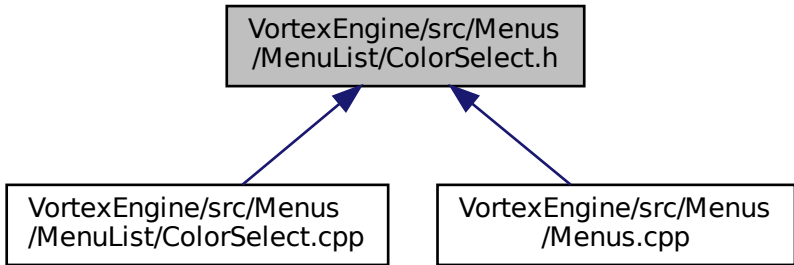 VortexEngine/src/Menus
/MenuList/ColorSelect.h
VortexEngine/src/Menus
/MenuList/ColorSelect.cpp
VortexEngine/src/Menus
/Menus.cpp